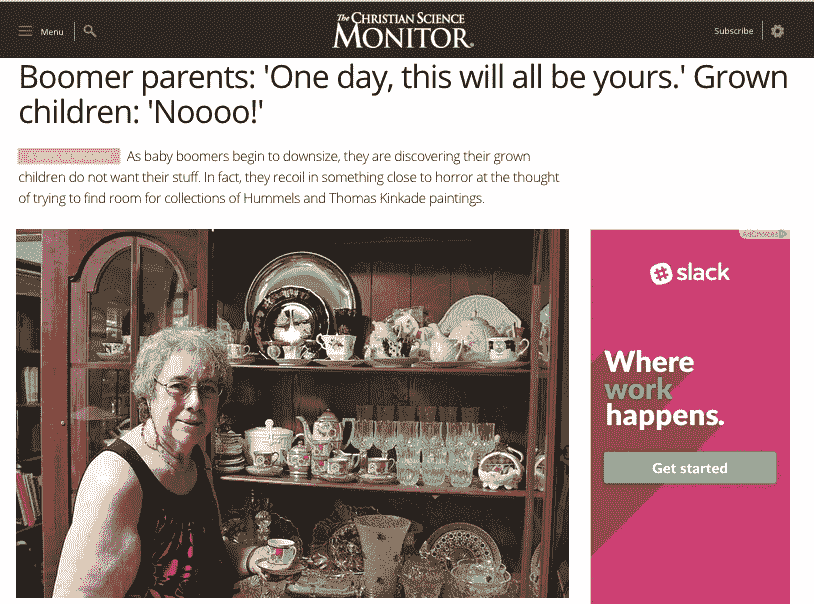 Menu
The CHRISTIAN SCIENCE
MONITOR
Subscribe
Boomer parents: 'One day, this will all be yours.' Grown
children: 'Noooo!'
As baby boomers begin to downsize, they are discovering their grown
children do not want their stuff. In fact, they recoil in something close to horror at the thought
of trying to find room for collections of Hummels and Thomas Kinkade paintings.
AdChoices
slack
Where
work
happens.
Get started